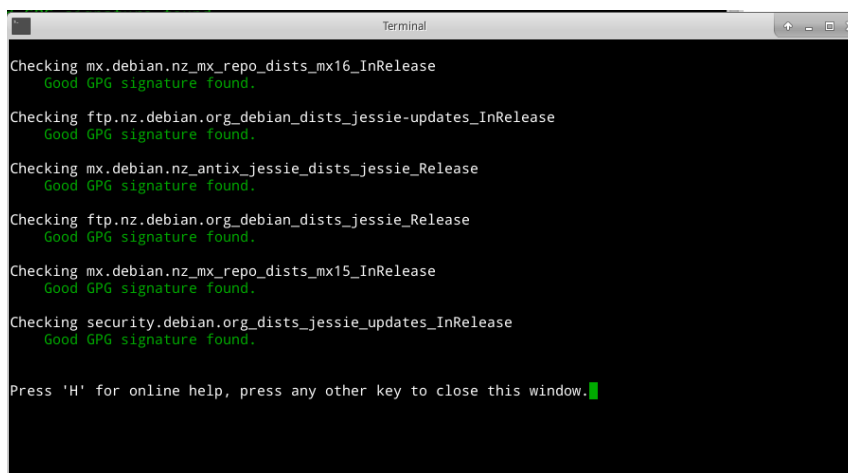 Terminal
Checking mx.debian.nz_mx_repo_dists_mx16_InRelease
Good GPG signature found.
Checking ftp.nz.debian.org_debian_dists_jessie-updates_InRelease
Good GPG signature found.
Checking mx.debian.nz_antix_jessie_dists_jessie_Release
Good GPG signature found.
Checking ftp.nz.debian.org_debian_dists_jessie_Release
Good GPG signature found.
Checking mx.debian.nz_mx_repo_dists_mx15_InRelease
Good GPG signature found.
Checking security.debian.org_dists_jessie_updates_InRelease
Good GPG signature found.
Press 'H' for online help, press any other key to close this window.